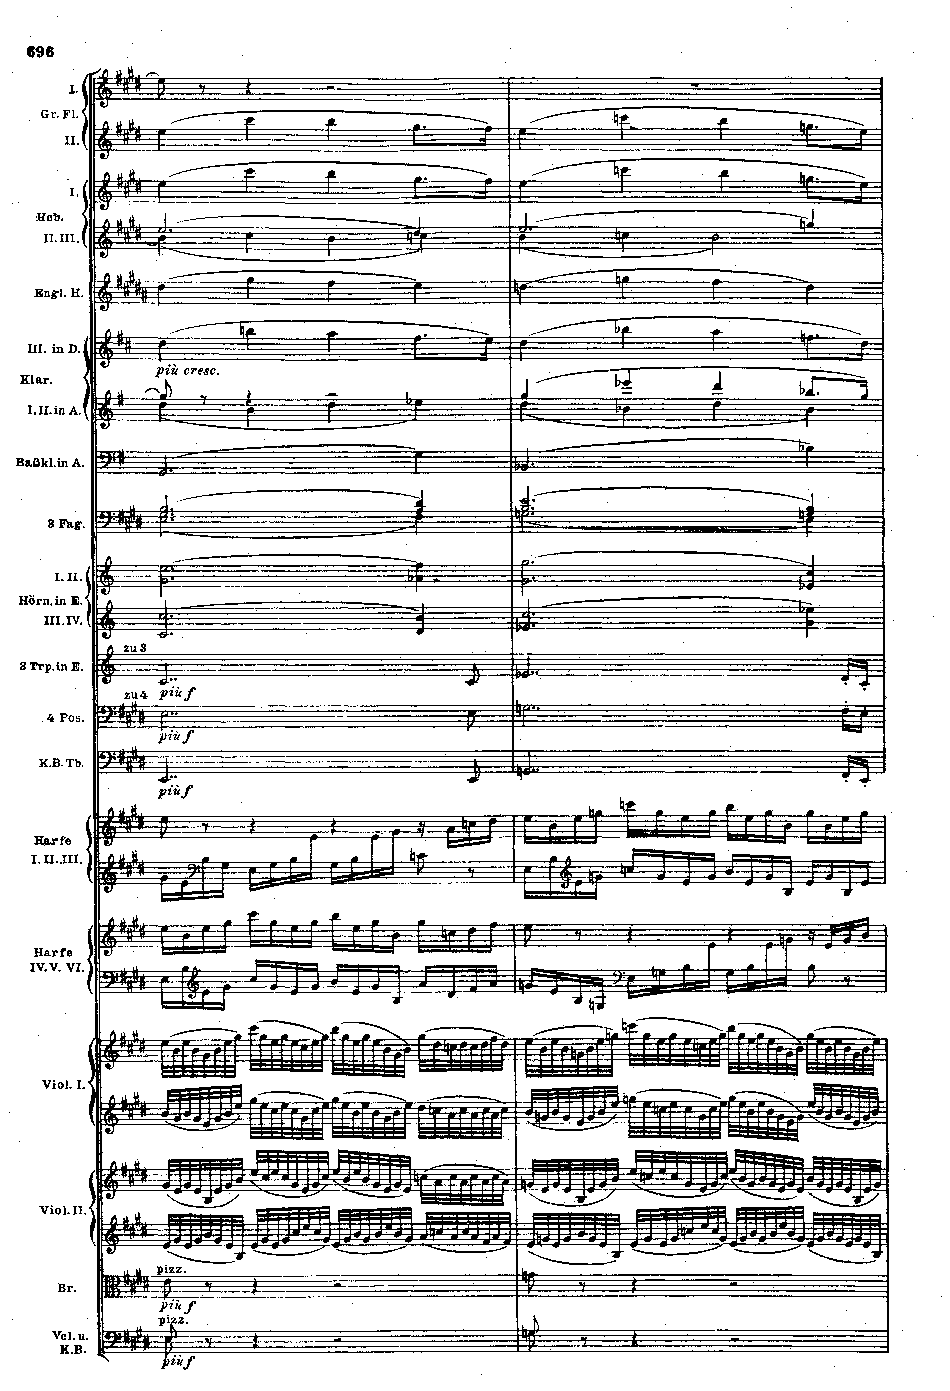 696
I.
Gr. Fl.
II.
I.
Hob.
II. III.
Engl. H.
III. in D.
più cresc.
Klar.
I. II. in A.
Baßkl. in A.
3 Fag.
I. II.
Hörn. in E.
III. IV.
zu 3
3 Trp. in E.
più f
zu 4
4 Pos.
più f
K.B. Tb.
più f
Harfe
I. II. III.
Harfe
IV. V. VI.
Viol. I.
Viol. II.
pizz.
Br.
più f
pizz.
Vcl. u.
K.B.
più f